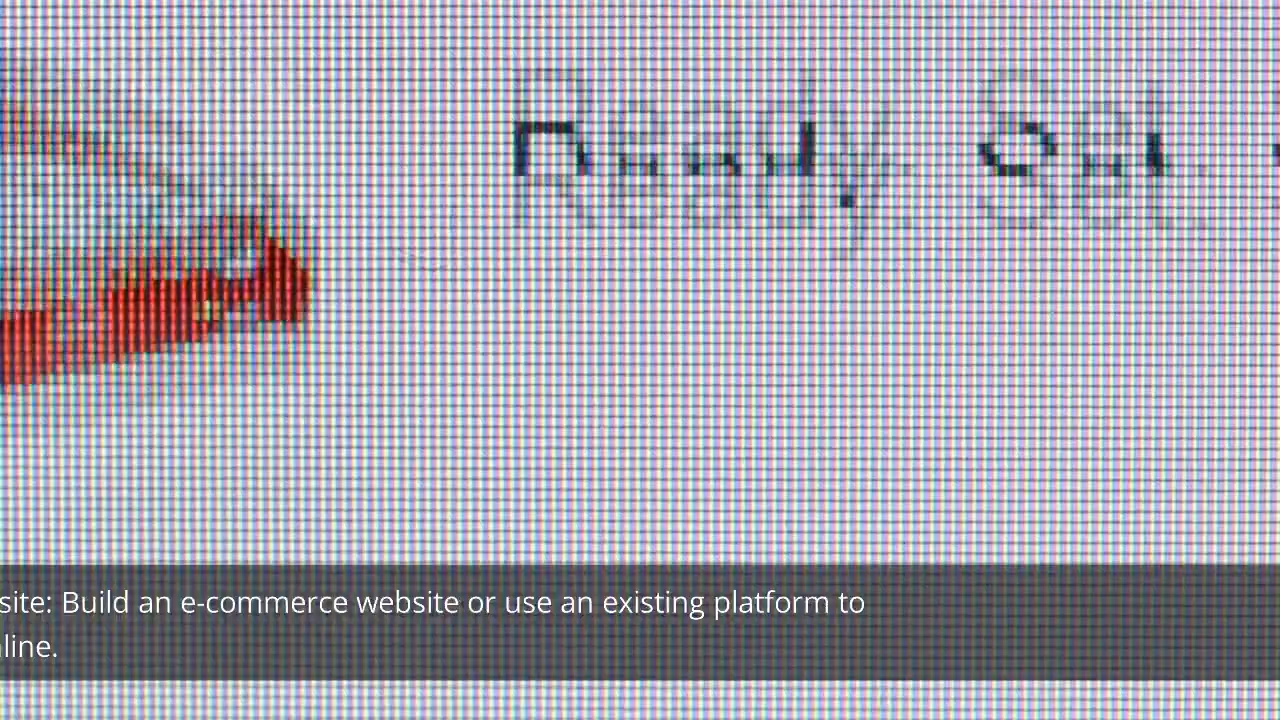 Ready. Set.
site: Build an e-commerce website or use an existing platform to
line.